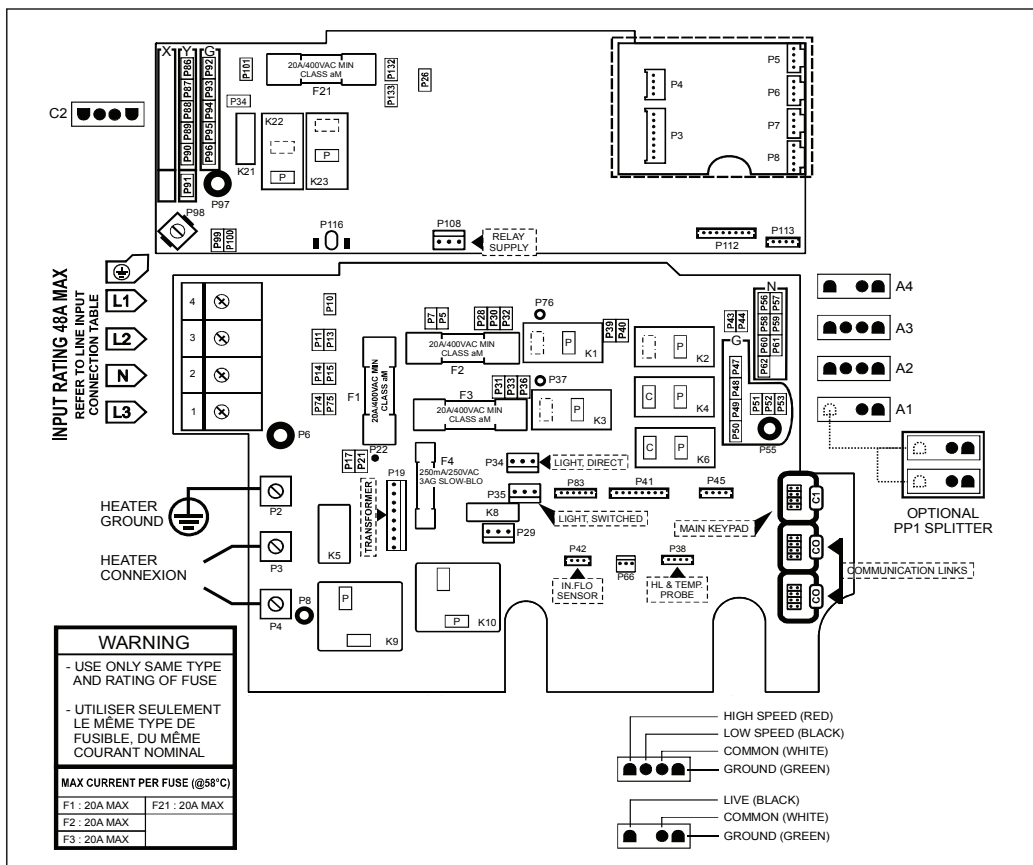 X Y G
P86
P87
P88
P89
P90
P91
P92
P93
P94
P95
P96
P101
20A/400VAC MIN
CLASS aM
F21
P132
P133
P26
P34
K22
K21
P
P
K23
P97
P98
P99
P100
P116
P108
RELAY
SUPPLY
P112
P113
P4
P3
P5
P6
P7
P8
C2
INPUT RATING 48A MAX
REFER TO LINE INPUT
CONNECTION TABLE
L1
L2
N
L3
4
3
2
1
P10
P11
P13
P14
P15
P74
P75
P6
P7
P5
P28
P30
P32
20A/400VAC MIN
CLASS aM
F2
F1
20A/400VAC MIN
CLASS aM
P31
P33
P36
F3
20A/400VAC MIN
CLASS aM
P76
P
K1
P39
P40
P37
P
K3
P
K2
C P
K4
C P
K6
P43
P44
N
P56
P57
P58
P59
P60
P61
P62
G
P47
P48
P49
P50
P51
P52
P53
P55
A4
A3
A2
A1
OPTIONAL
PP1 SPLITTER
P17
P21
P22
P19
TRANSFORMER
F4
250mA/250VAC
3AG SLOW-BLO
P34
LIGHT, DIRECT
P35
LIGHT, SWITCHED
K8
P29
P83
P41
P45
MAIN KEYPAD
C1
CO
CO
COMMUNICATION LINKS
P42
IN.FLO
SENSOR
P66
P38
HL & TEMP.
PROBE
HEATER
GROUND
P2
HEATER
CONNEXION
P3
P4
P8
K5
P
K9
P
K10
WARNING
- USE ONLY SAME TYPE
AND RATING OF FUSE
- UTILISER SEULEMENT
LE MÊME TYPE DE
FUSIBLE, DU MÊME
COURANT NOMINAL
MAX CURRENT PER FUSE (@58°C)
F1 : 20A MAX F21 : 20A MAX
F2 : 20A MAX
F3 : 20A MAX
HIGH SPEED (RED)
LOW SPEED (BLACK)
COMMON (WHITE)
GROUND (GREEN)
LIVE (BLACK)
COMMON (WHITE)
GROUND (GREEN)